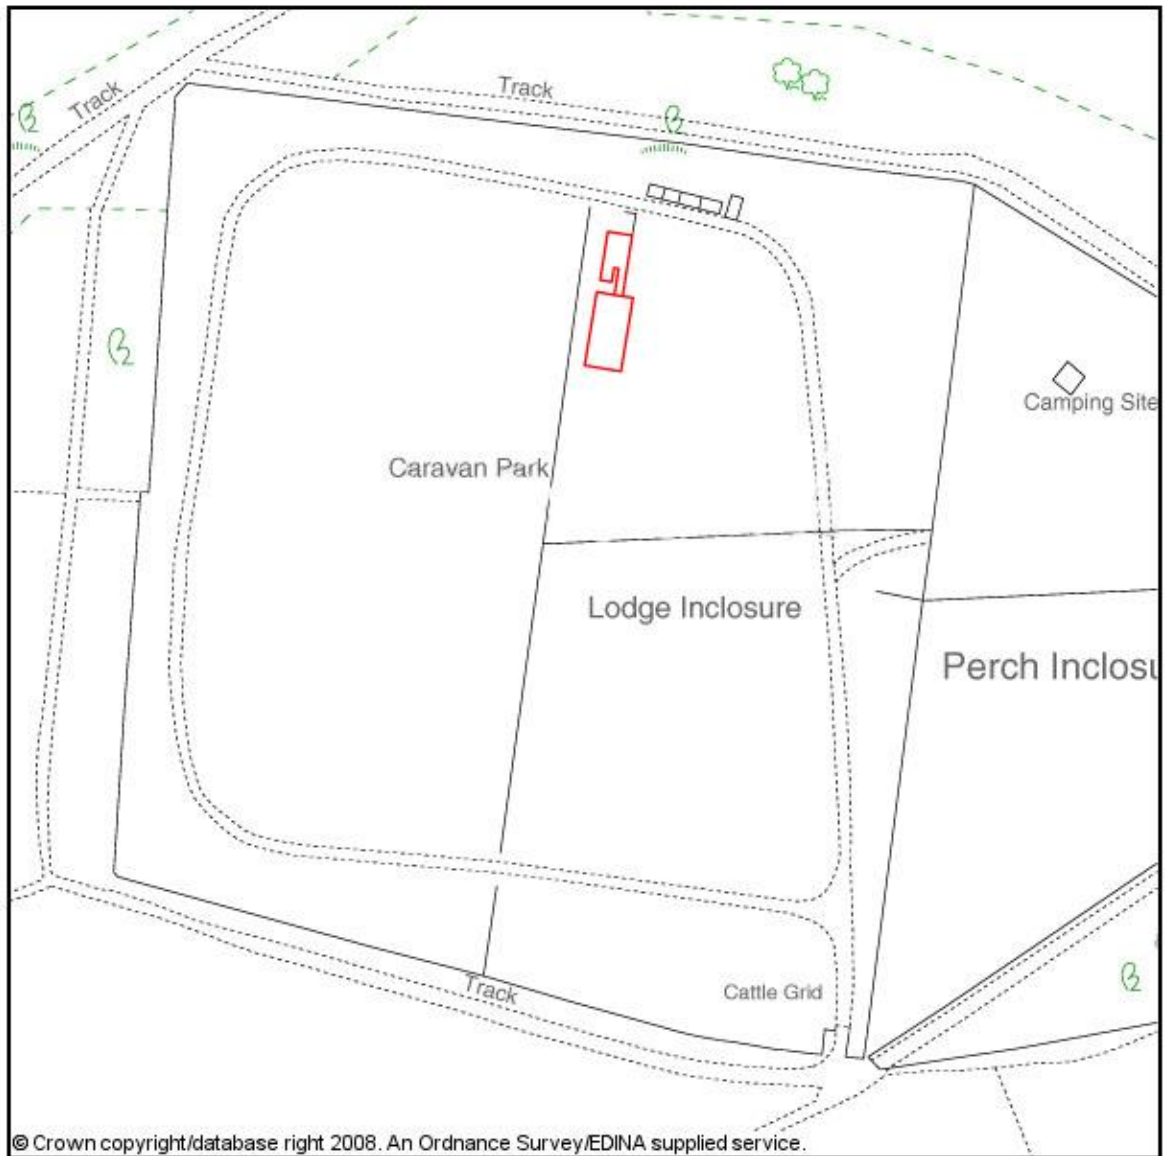 Track
Track
Camping Site
Caravan Park
Lodge Inclosure
Perch Inclosu
Track
Cattle Grid
© Crown copyright/database right 2008. An Ordnance Survey/EDINA supplied service.